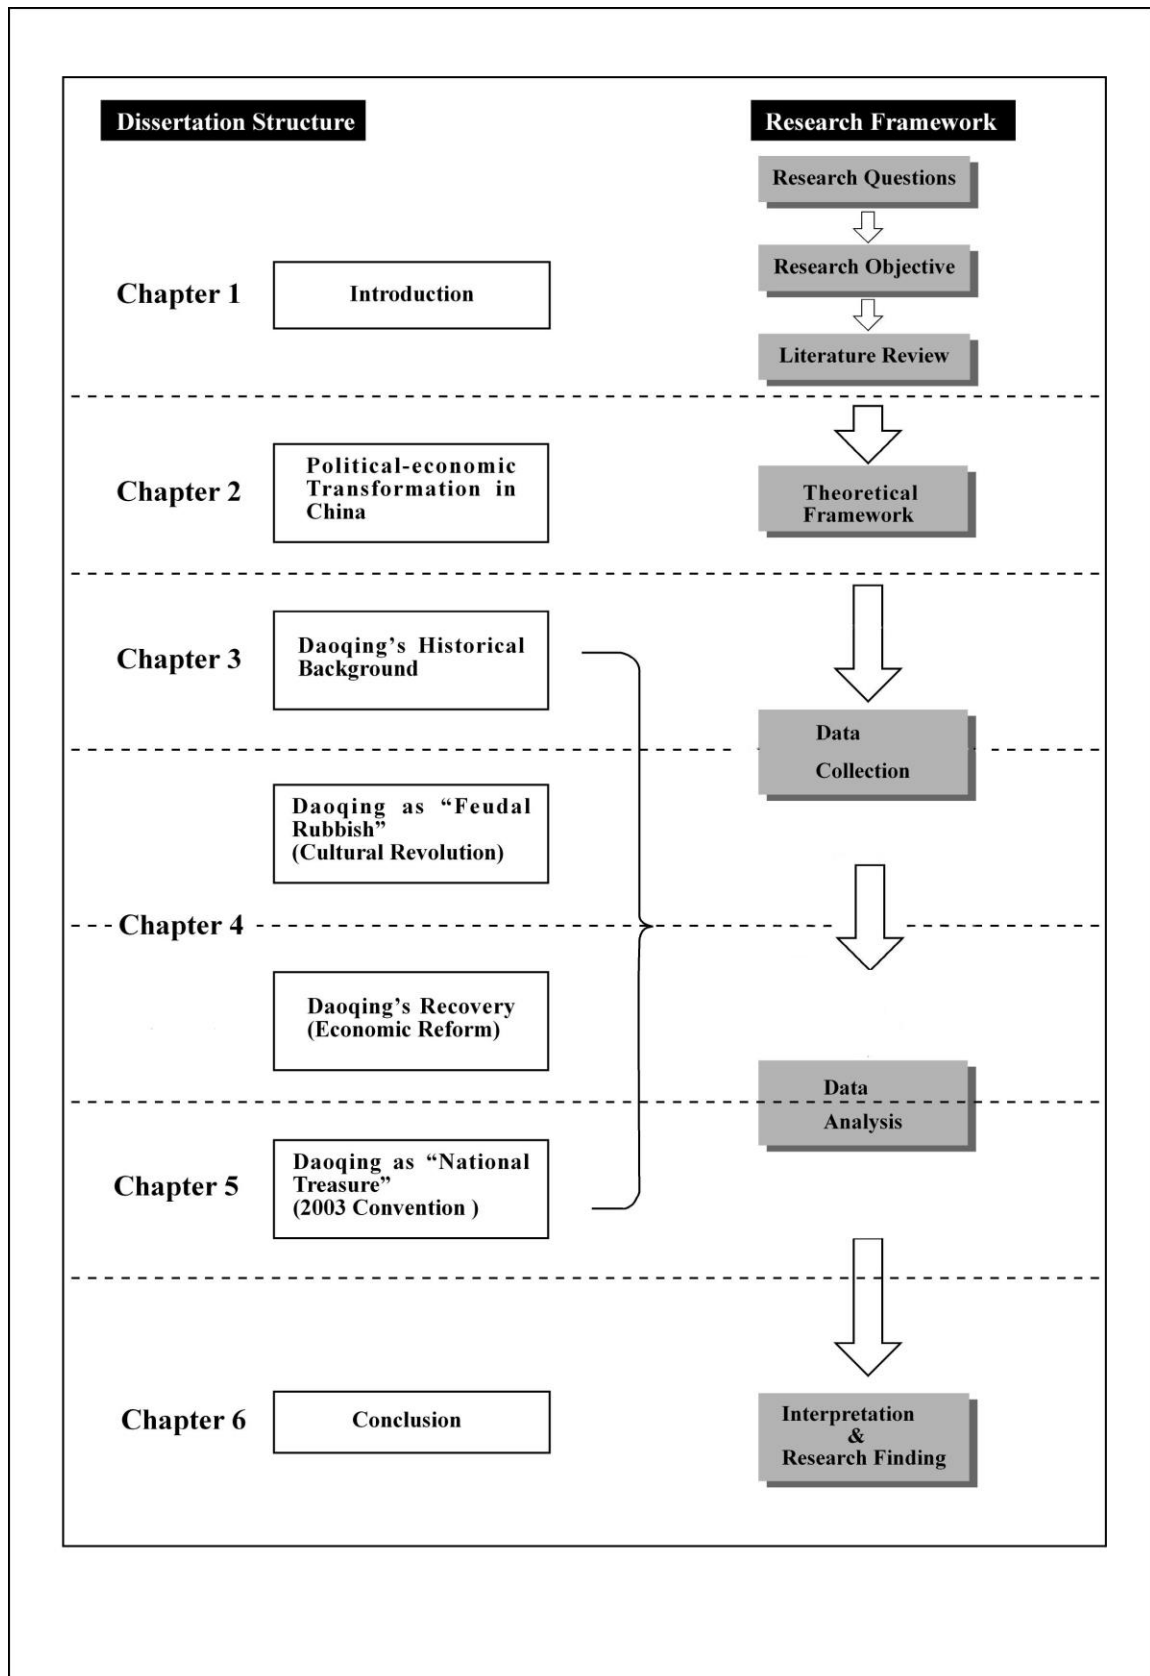 Dissertation Structure
Research Framework
Research Questions
Research Objective
Literature Review
Chapter 1
Introduction
Chapter 2
Political-economic
Transformation in
China
Theoretical
Framework
Chapter 3
Daoqing’s Historical
Background
Data
Collection
Chapter 4
Daoqing as “Feudal
Rubbish”
(Cultural Revolution)
Daoqing’s Recovery
(Economic Reform)
Data
Analysis
Chapter 5
Daoqing as “National
Treasure”
(2003 Convention )
Chapter 6
Conclusion
Interpretation
&
Research Finding